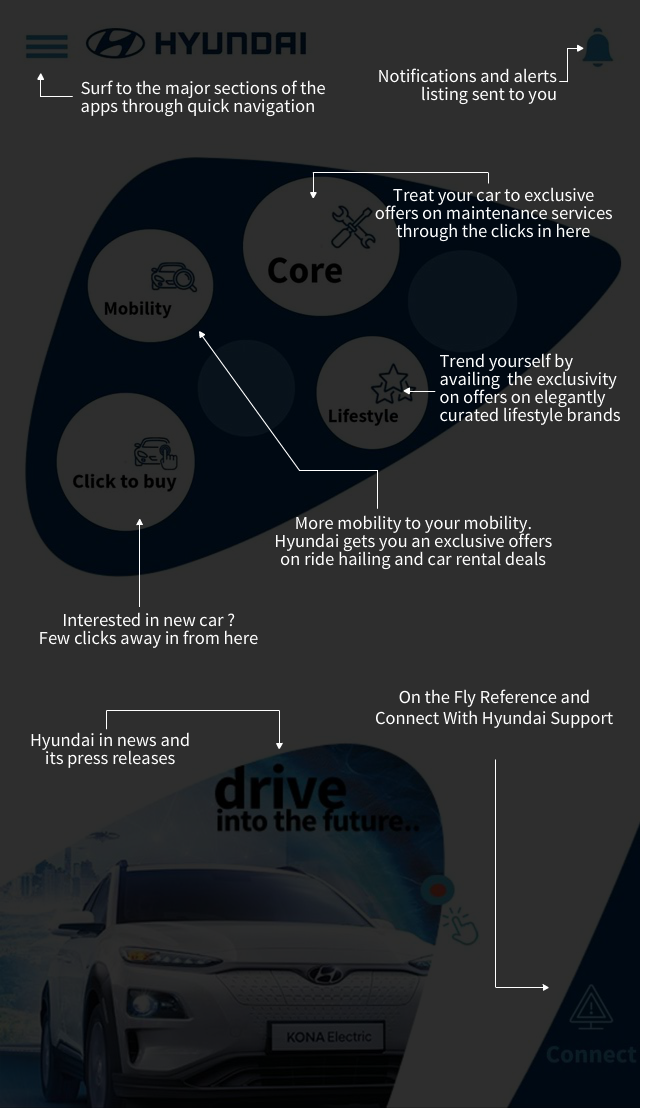 HYUNDAI
Surf to the major sections of the
apps through quick navigation
Notifications and alerts
listing sent to you
Treat your car to exclusive
offers on maintenance services
through the clicks in here
Core
Mobility
Trend yourself by
availing the exclusivity
on offers on elegantly
curated lifestyle brands
Lifestyle
Click to buy
More mobility to your mobility.
Hyundai gets you an exclusive offers
on ride hailing and car rental deals
Interested in new car ?
Few clicks away in from here
On the Fly Reference and
Connect With Hyundai Support
Hyundai in news and
its press releases
drive
into the future..
KONA Electric
Connect